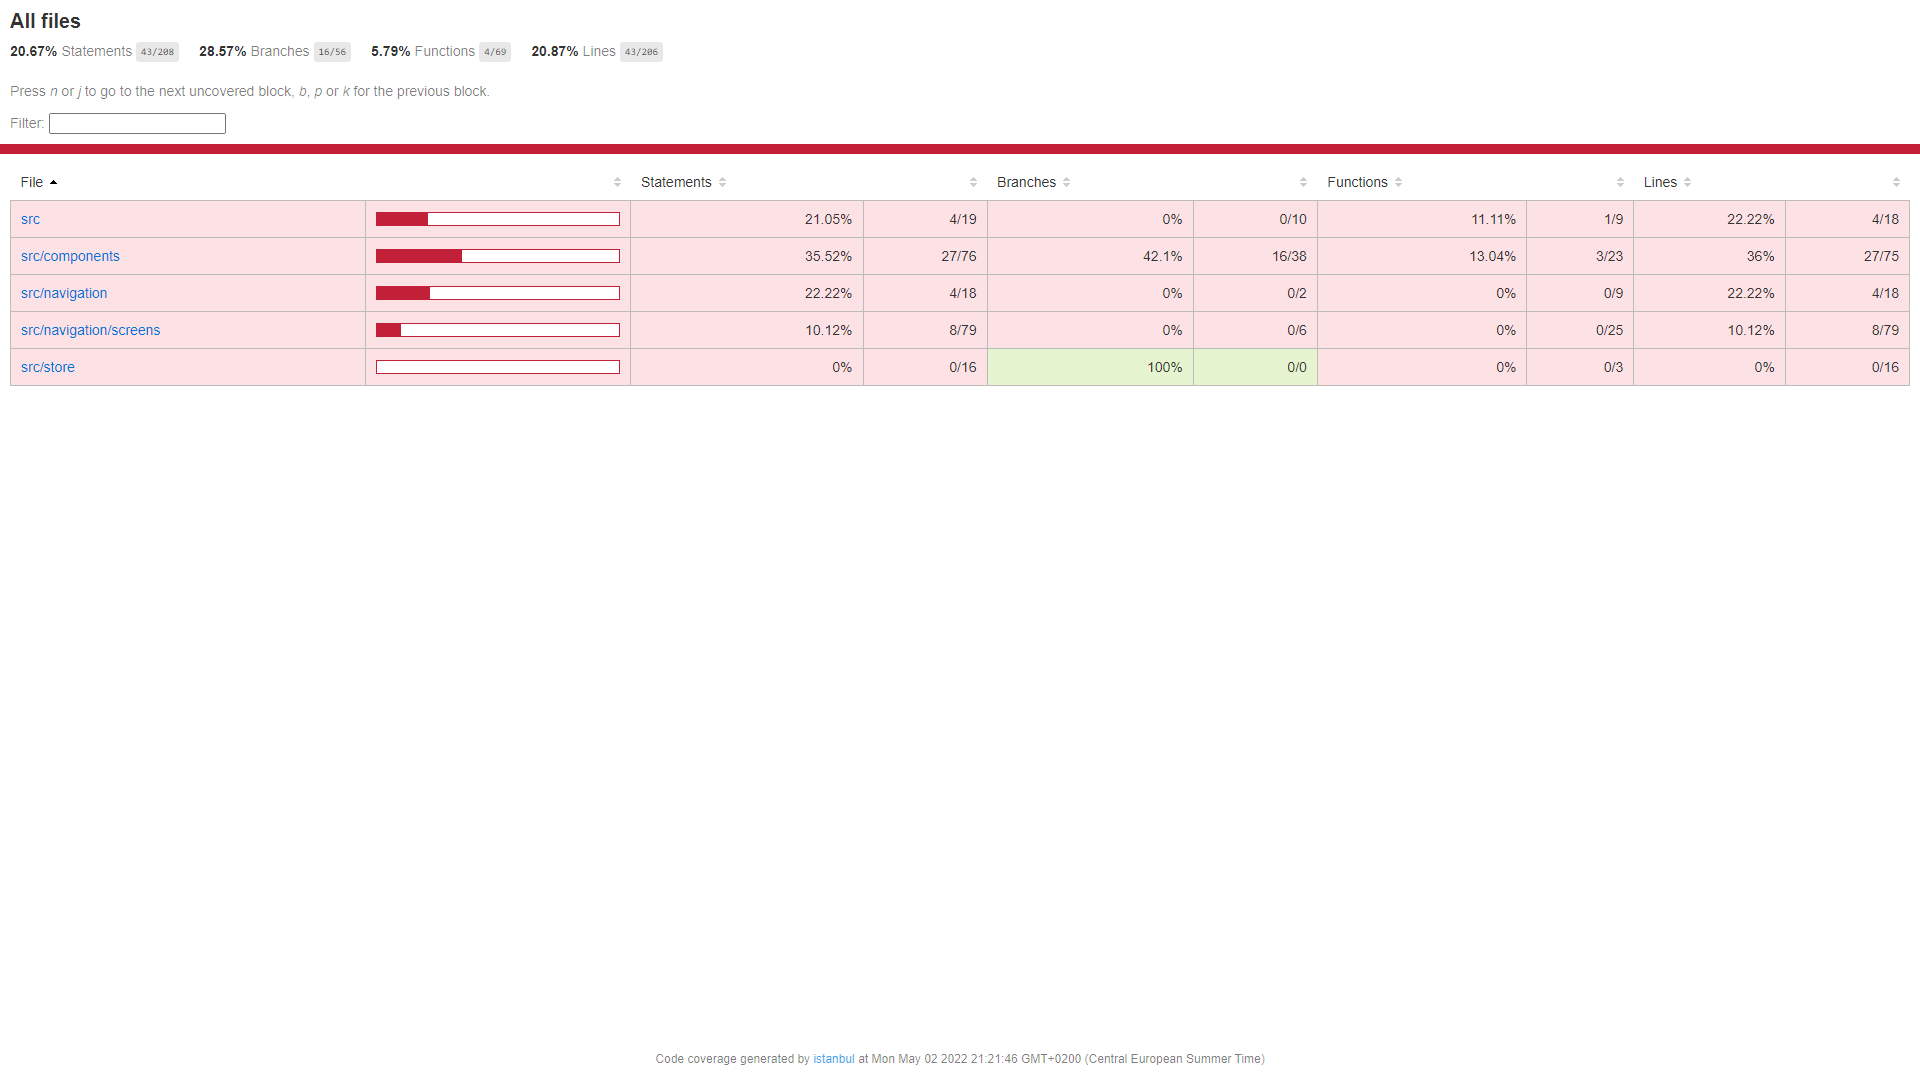 All files
20.67% Statements 43/208 28.57% Branches 16/56 5.79% Functions 4/69 20.87% Lines 43/206
Press n or j to go to the next uncovered block, b, p or k for the previous block.
Filter:
File Statements Branches Functions Lines
src 21.05% 4/19 0% 0/10 11.11% 1/9 22.22% 4/18
src/components 35.52% 27/76 42.1% 16/38 13.04% 3/23 36% 27/75
src/navigation 22.22% 4/18 0% 0/2 0% 0/9 22.22% 4/18
src/navigation/screens 10.12% 8/79 0% 0/6 0% 0/25 10.12% 8/79
src/store 0% 0/16 100% 0/0 0% 0/3 0% 0/16
Code coverage generated by istanbul at Mon May 02 2022 21:21:46 GMT+0200 (Central European Summer Time)